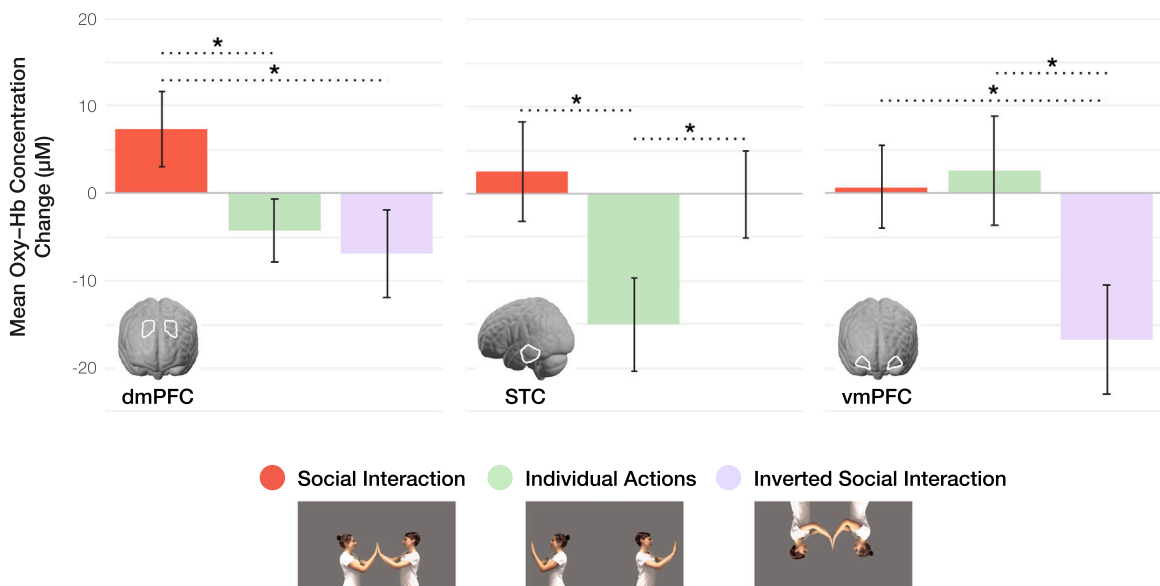 Mean Oxy–Hb Concentration
Change (µM)
20
10
0
-10
-20
*
*
*
*
*
*
dmPFC
STC
vmPFC
Social Interaction
Individual Actions
Inverted Social Interaction